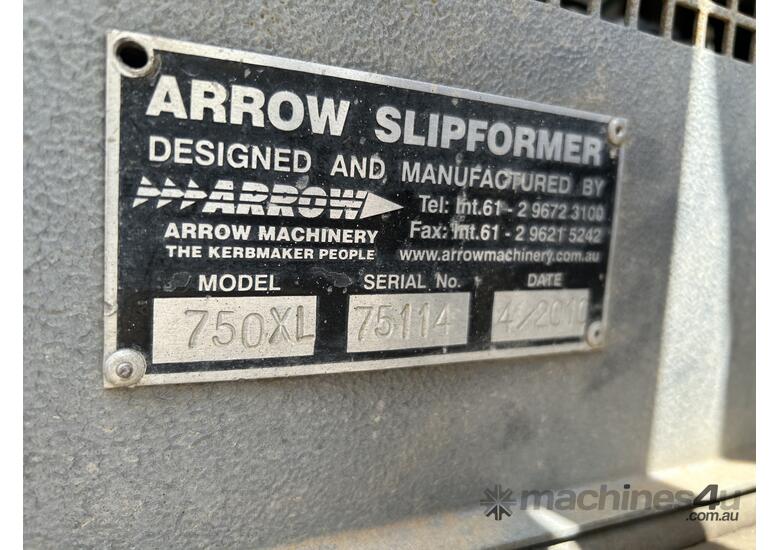 ARROW SLIPFORMER
DESIGNED AND MANUFACTURED BY
ARROW
Tel: Int.61 - 2 9672 3100
ARROW MACHINERY
Fax: Int.61 - 2 9621 5242
THE KERBMAKER PEOPLE
www.arrowmachinery.com.au
MODEL SERIAL No. DATE
750XL 75114 4/2010
machines4u
.com.au